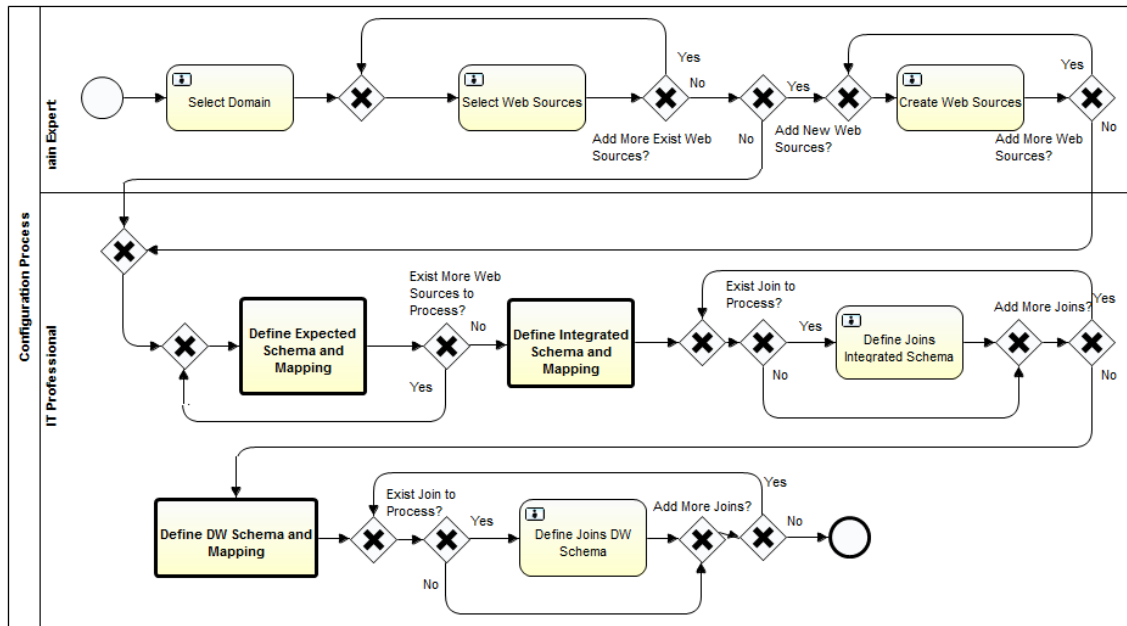 Configuration Process
Expert
Select Domain
Select Web Sources
Yes
No
Add More Exist Web
Sources?
Yes
No
Add New Web
Sources?
Create Web Sources
Yes
No
Add More Web
Sources?
IT Professional
Define Expected
Schema and
Mapping
Exist More Web
Sources to
Process?
No
Yes
Define Integrated
Schema and
Mapping
Exist Join to
Process?
Yes
No
Define Joins
Integrated Schema
Add More Joins?
Yes
No
Define DW Schema and
Mapping
Exist Join to
Process?
Yes
No
Define Joins DW
Schema
Add More Joins?
Yes
No